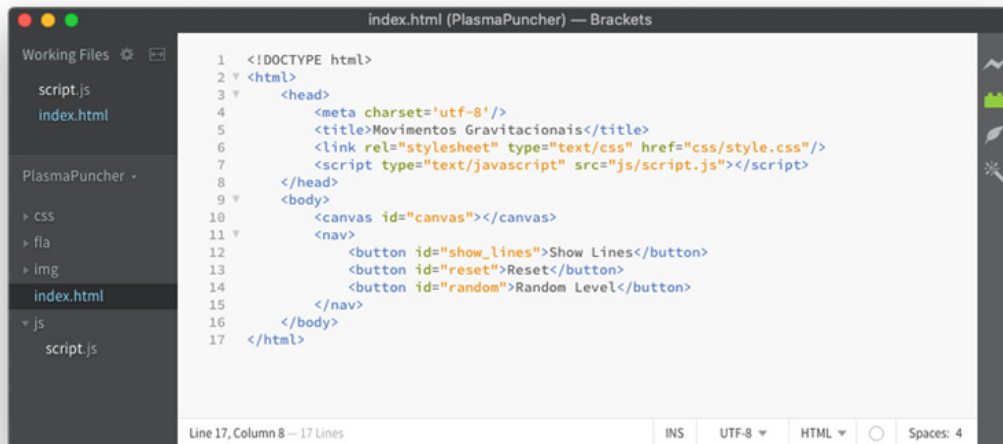 index.html (PlasmaPuncher) — Brackets
Working Files
script.js
index.html
PlasmaPuncher
css
fla
img
index.html
js
script.js
1 <!DOCTYPE html>
2 <html>
3 <head>
4 <meta charset='utf-8'/>
5 <title>Movimentos Gravitacionais</title>
6 <link rel="stylesheet" type="text/css" href="css/style.css"/>
7 <script type="text/javascript" src="js/script.js"></script>
8 </head>
9 <body>
10 <canvas id="canvas"></canvas>
11 <nav>
12 <button id="show_lines">Show Lines</button>
13 <button id="reset">Reset</button>
14 <button id="random">Random Level</button>
15 </nav>
16 </body>
17 </html>
Line 17, Column 8 — 17 Lines
INS UTF-8 HTML Spaces: 4